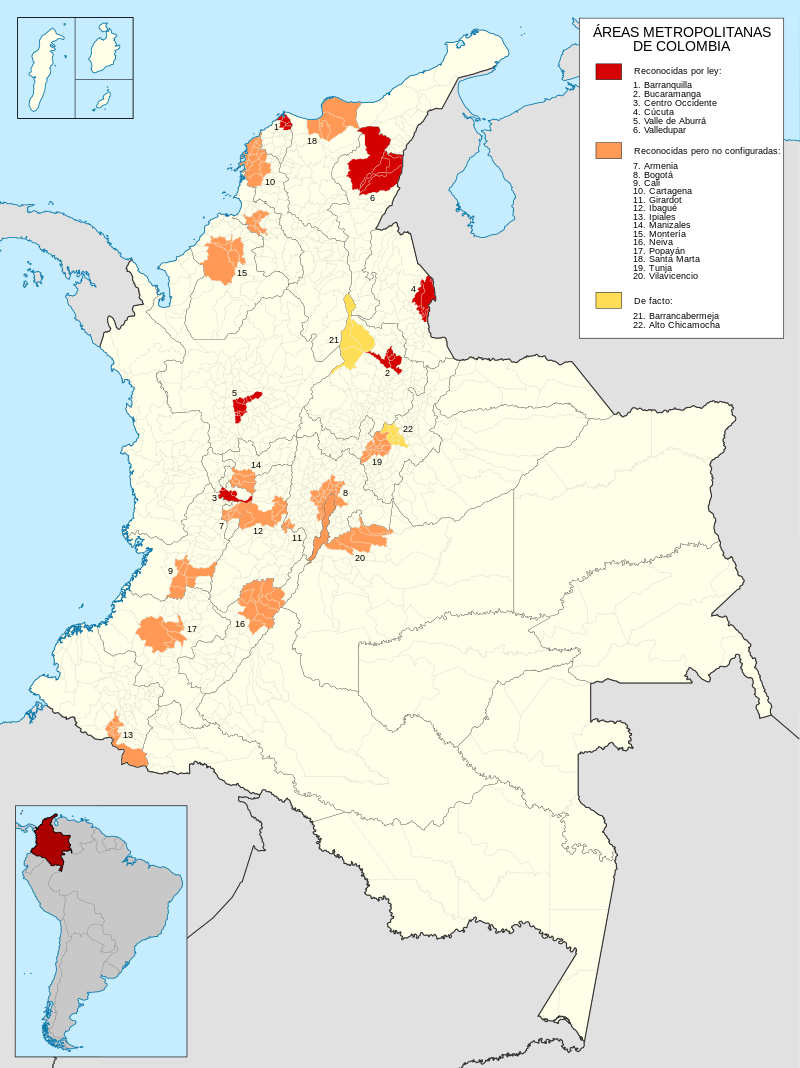 ÁREAS METROPOLITANAS
DE COLOMBIA
Reconocidas por ley:
1. Barranquilla
2. Bucaramanga
3. Centro Occidente
4. Cúcuta
5. Valle de Aburrá
6. Valledupar
Reconocidas pero no configuradas:
7. Armenia
8. Bogotá
9. Cali
10. Cartagena
11. Girardot
12. Ibagué
13. Ipiales
14. Manizales
15. Montería
16. Neiva
17. Popayán
18. Santa Marta
19. Tunja
20. Vilavicencio
De facto:
21. Barrancabermeja
22. Alto Chicamocha
1
18
10
6
15
4
21
2
5
22
19
14
3
8
7
12
11
20
9
16
17
13